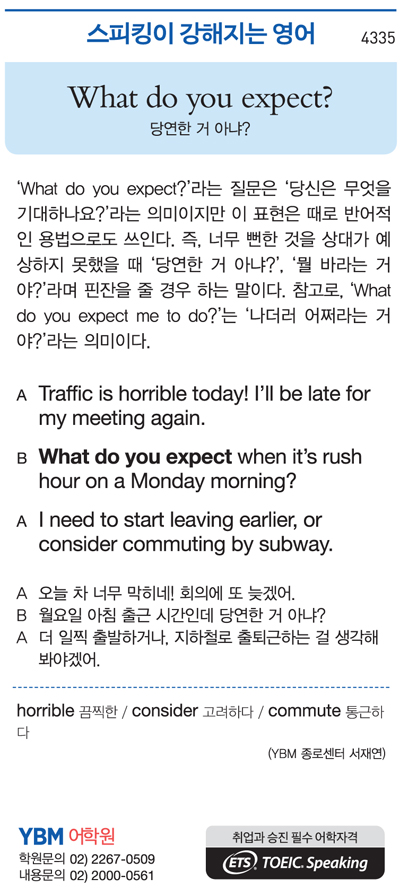 스피킹이 강해지는 영어 4335
What do you expect?
당연한 거 아냐?
‘What do you expect?’라는 질문은 ‘당신은 무엇을
기대하나요?’라는 의미이지만 이 표현은 때로 반어적
인 용법으로도 쓰인다. 즉, 너무 뻔한 것을 상대가 예
상하지 못했을 때 ‘당연한 거 아냐?’, ‘뭘 바라는 거
야?’라며 핀잔을 줄 경우 하는 말이다. 참고로, ‘What
do you expect me to do?’는 ‘나더러 어쩌라는 거
야?’라는 의미이다.
A Traffic is horrible today! I’ll be late for
my meeting again.
B What do you expect when it’s rush
hour on a Monday morning?
A I need to start leaving earlier, or
consider commuting by subway.
A 오늘 차 너무 막히네! 회의에 또 늦겠어.
B 월요일 아침 출근 시간인데 당연한 거 아냐?
A 더 일찍 출발하거나, 지하철로 출퇴근하는 걸 생각해
봐야겠어.
horrible 끔찍한 / consider 고려하다 / commute 통근하
다
(YBM 종로센터 서재연)
YBM 어학원
학원문의 02) 2267-0509
내용문의 02) 2000-0561
취업과 승진 필수 어학자격
ETS TOEIC. Speaking